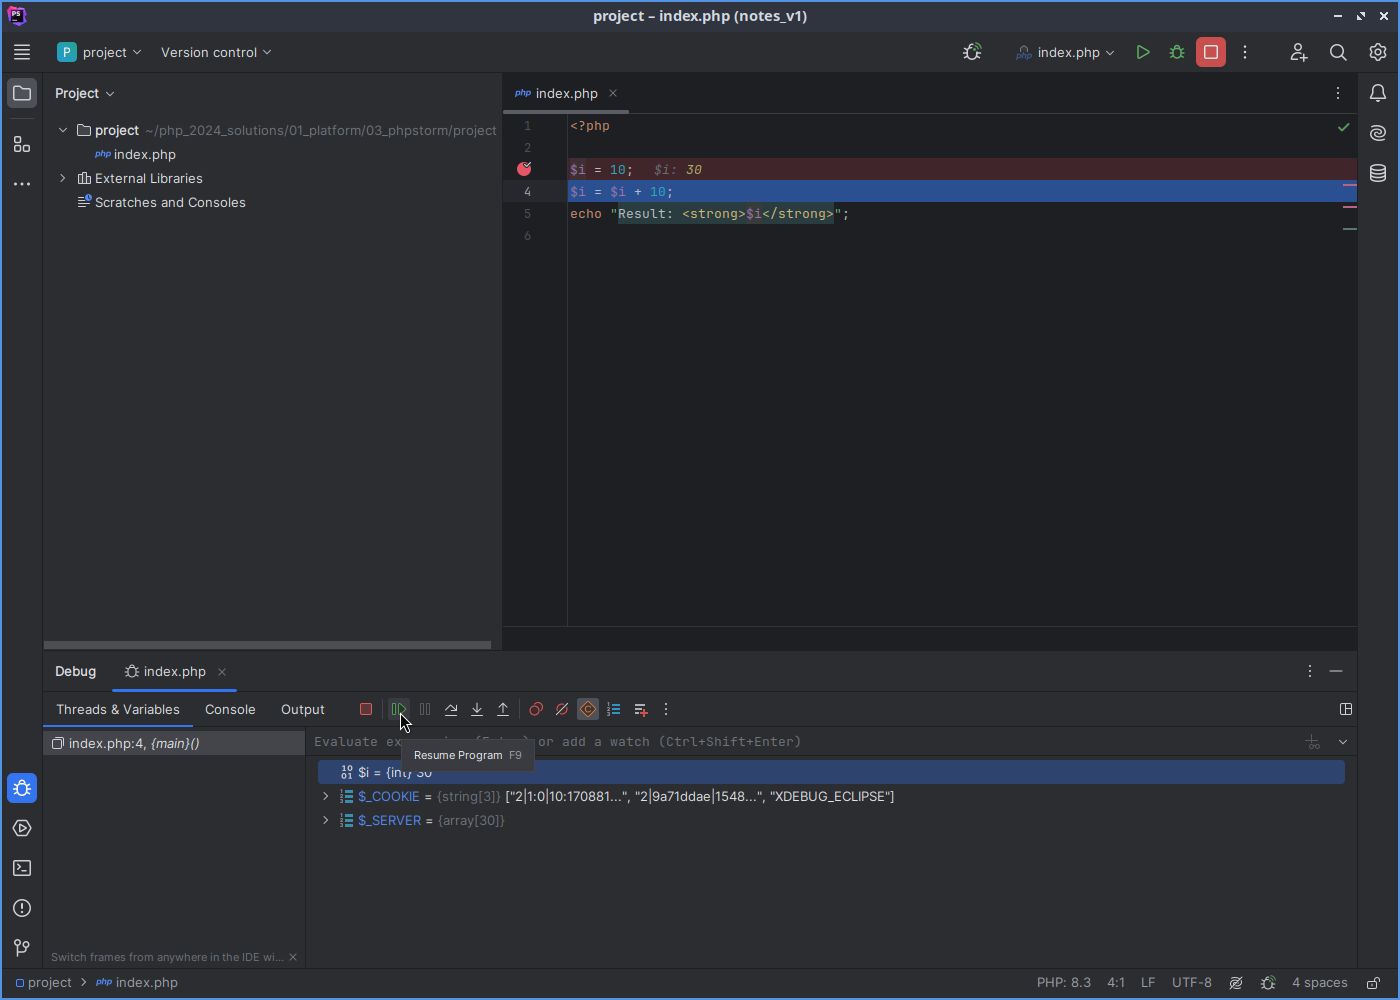 PS
project – index.php (notes_v1)
P project
Version control
php index.php
Project
php index.php
project ~/php_2024_solutions/01_platform/03_phpstorm/project
php index.php
External Libraries
Scratches and Consoles
1 <?php
2
$i = 10; $i: 30
4 $i = $i + 10;
5 echo "Result: <strong>$i</strong>";
6
Debug
index.php
Threads & Variables
Console
Output
index.php:4, {main}()
Evaluate or add a watch (Ctrl+Shift+Enter)
Resume Program F9
$i = {int} 30
$_COOKIE = {string[3]} ["2|1:0|10:170881...", "2|9a71ddae|1548...", "XDEBUG_ECLIPSE"]
$_SERVER = {array[30]}
Switch frames from anywhere in the IDE wi...
project
php index.php
PHP: 8.3
4:1
LF
UTF-8
4 spaces